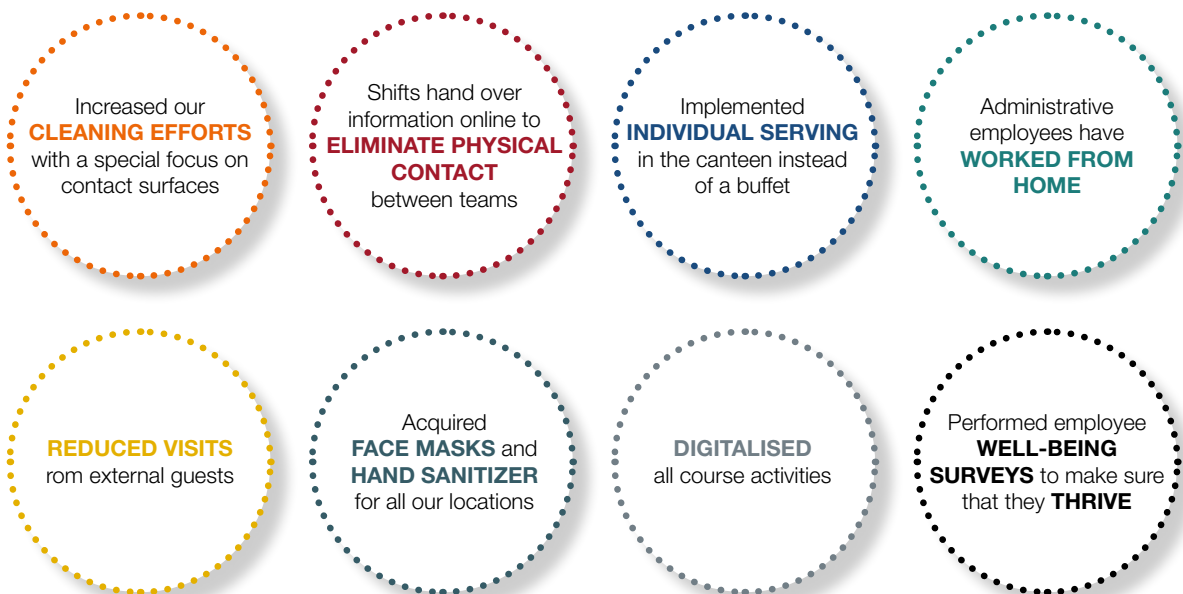 Increased our
CLEANING EFFORTS
with a special focus on
contact surfaces
Shifts hand over
information online to
ELIMINATE PHYSICAL
CONTACT
between teams
Implemented
INDIVIDUAL SERVING
in the canteen instead
of a buffet
Administrative
employees have
WORKED FROM
HOME
REDUCED VISITS
rom external guests
Acquired
FACE MASKS and
HAND SANITIZER
for all our locations
DIGITALISED
all course activities
Performed employee
WELL-BEING
SURVEYS to make sure
that they THRIVE